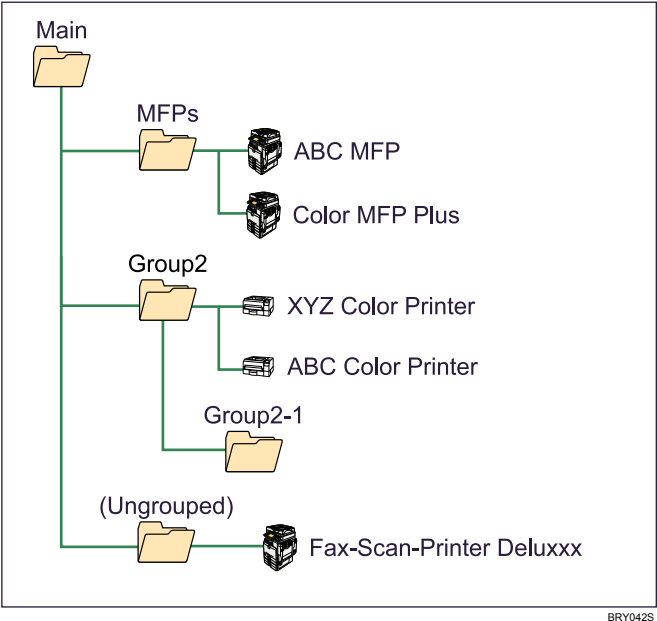 Main
MFPs
ABC MFP
Color MFP Plus
Group2
XYZ Color Printer
ABC Color Printer
Group2-1
(Ungrouped)
Fax-Scan-Printer Deluxxx
BRY042S